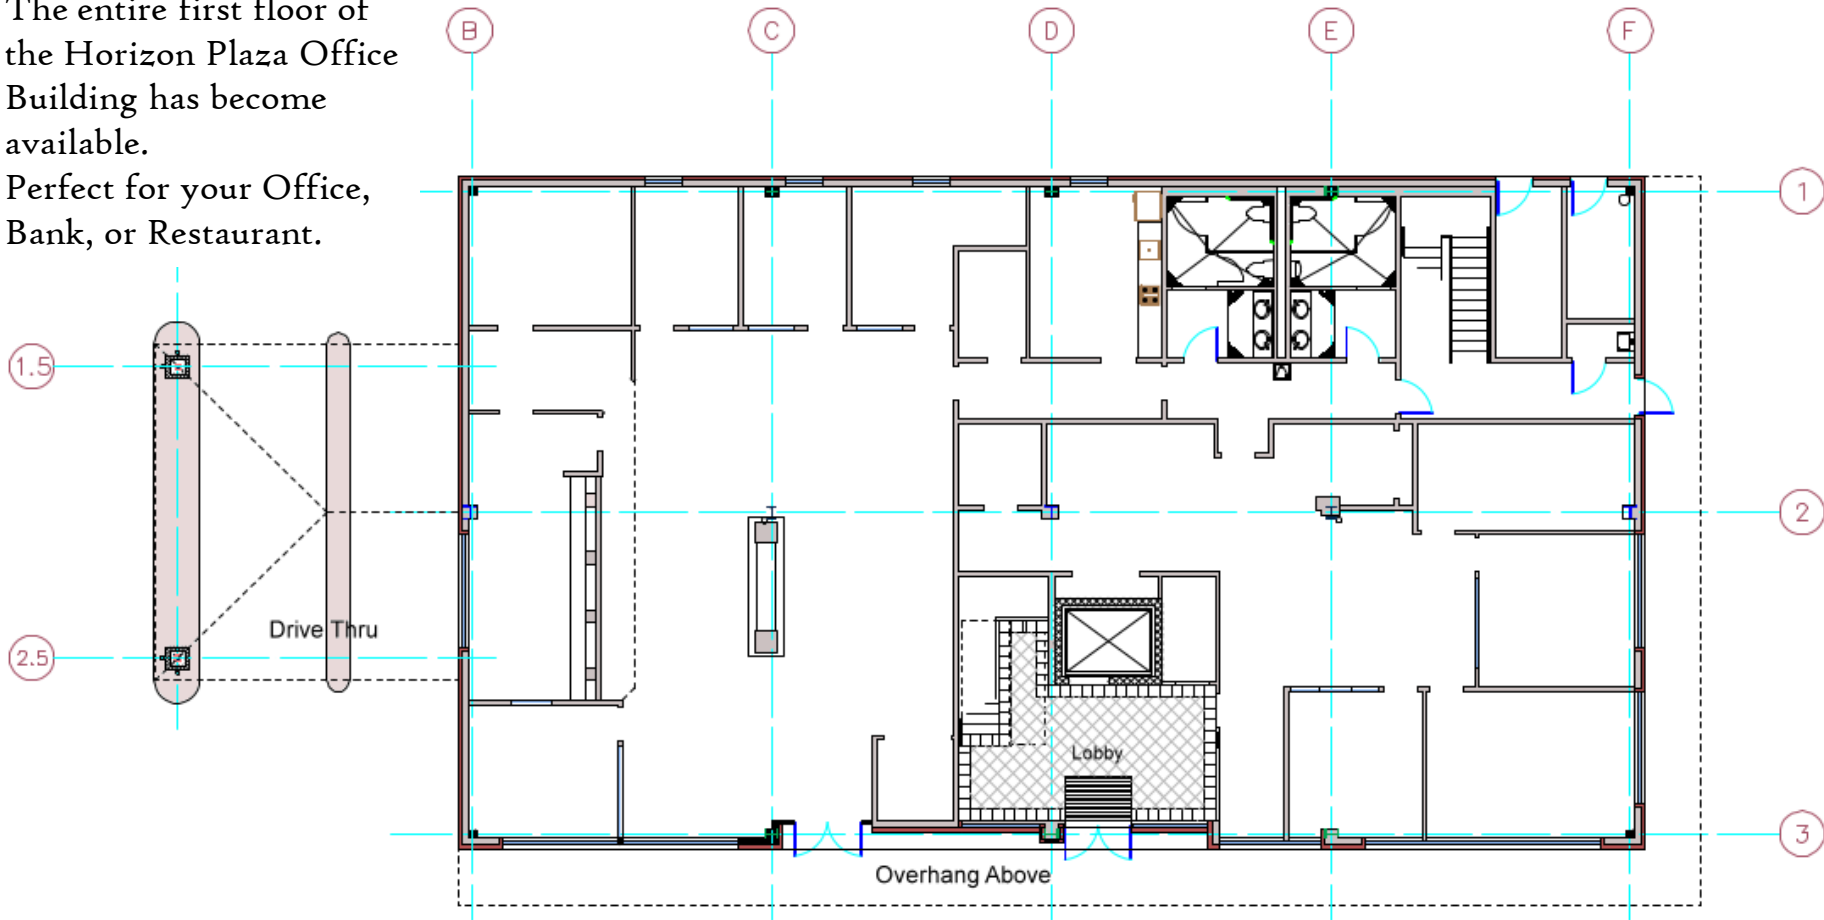 The entire first floor of
the Horizon Plaza Office
Building has become
available.
Perfect for your Office,
Bank, or Restaurant.
B
C
D
E
F
1
1.5
2
Drive Thru
2.5
Lobby
3
Overhang Above